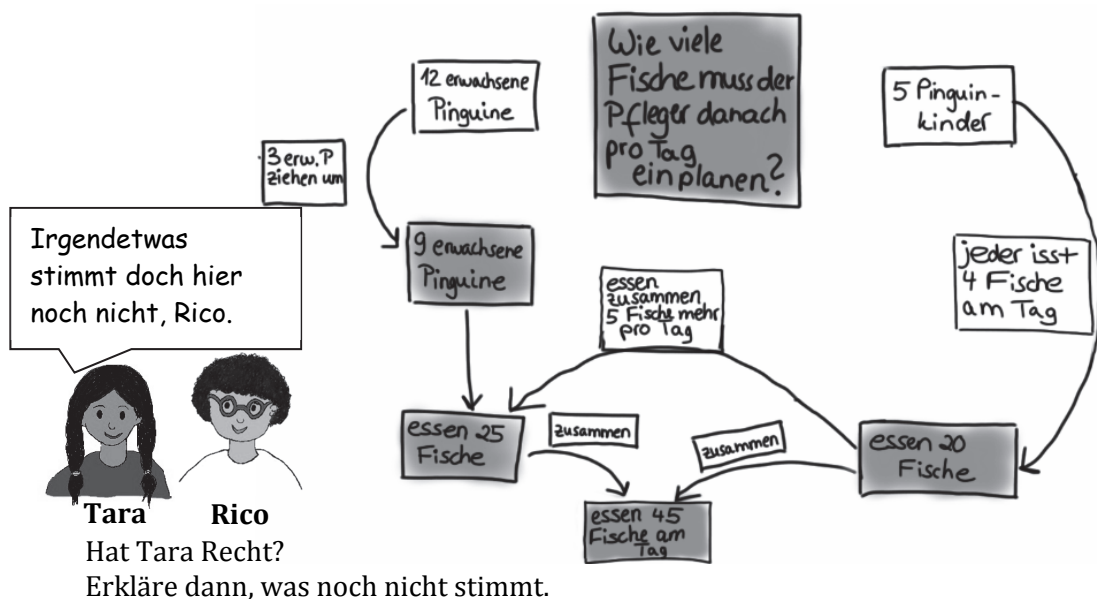 Wie viele
Fische muss der
Pfleger danach
pro Tag
einplanen?
12 erwachsene
Pinguine
5 Pinguin-
kinder
3 erw. P
ziehen um
9 erwachsene
Pinguine
Irgendetwas
stimmt doch hier
noch nicht, Rico.
essen
zusammen
5 Fische mehr
pro Tag
jeder isst
4 Fische
am Tag
essen 25
Fische
zusammen
zusammen
essen 20
Fische
essen 45
Fische am
Tag
Tara
Rico
Hat Tara Recht?
Erkläre dann, was noch nicht stimmt.